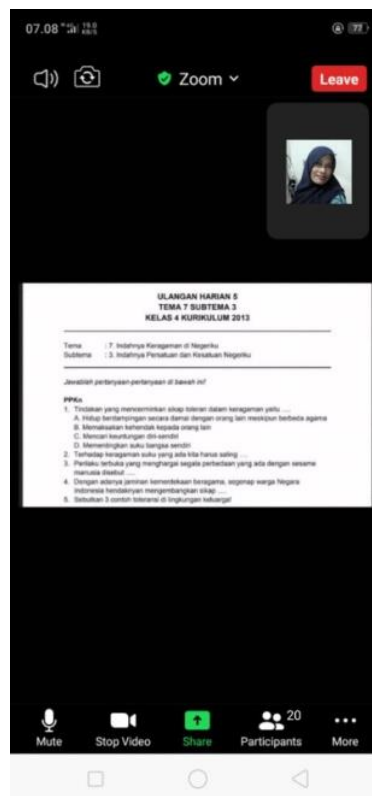 07.08
19.0
KB/S
77
Zoom
Leave
ULANGAN HARIAN 5
TEMA 7 SUBTEMA 3
KELAS 4 KURIKULUM 2013
Tema : 7. Indahnya Keragaman di Negeriku
Subtema : 3. Indahnya Persatuan dan Kesatuan Negeriku
Jawablah pertanyaan-pertanyaan di bawah ini!
PPKn
1. Tindakan yang mencerminkan sikap toleran dalam keragaman yaitu ....
A. Hidup berdampingan secara damai dengan orang lain meskipun berbeda agama
B. Memaksakan kehendak kepada orang lain
C. Mencari keuntungan diri-sendiri
D. Mementingkan suku bangsa sendiri
2. Terhadap keragaman suku yang ada kita harus saling ....
3. Perilaku terbuka yang menghargai segala perbedaan yang ada dengan sesama
manusia disebut ....
4. Dengan adanya jaminan kemerdekaan beragama, segenap warga Negara
Indonesia hendaknyan mengembangkan sikap ....
5. Sebutkan 3 contoh toleransi di lingkungan keluarga!
Mute
Stop Video
Share
Participants
20
More